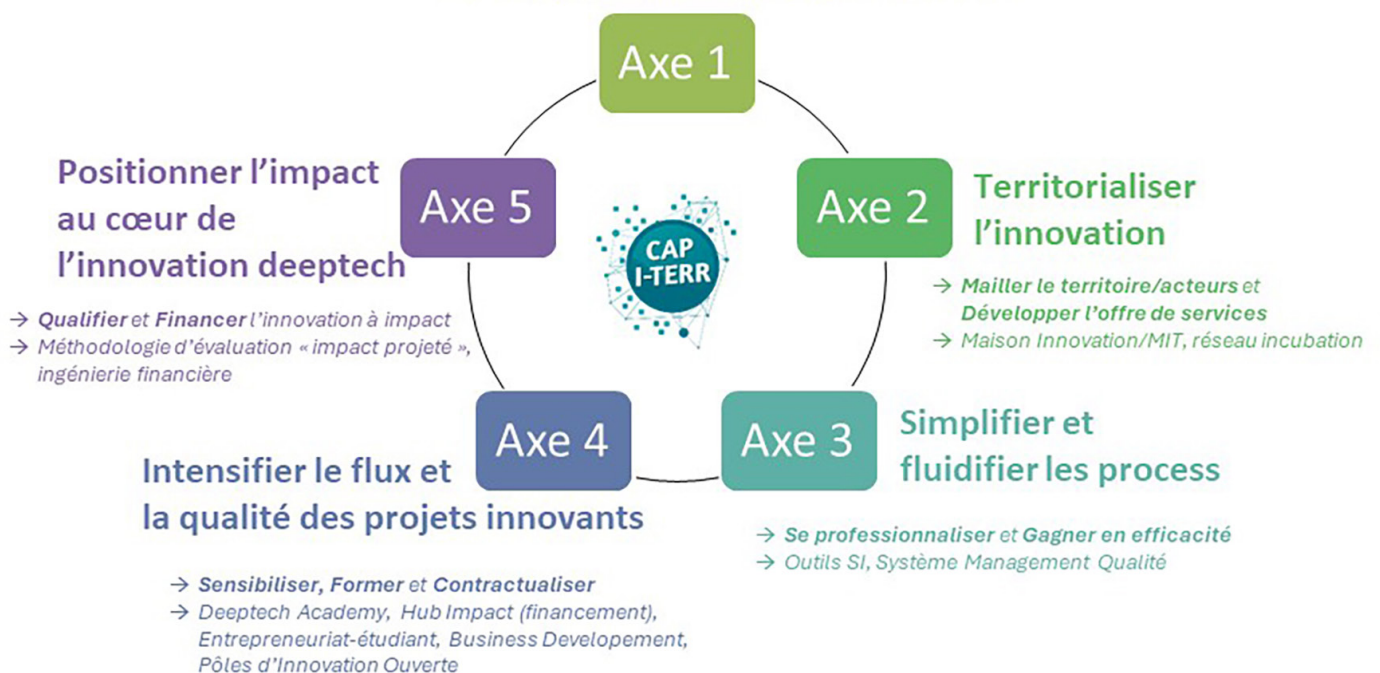 Axe 1
Axe 2
Territorialiser
l'innovation
→ Mailler le territoire/acteurs et
Développer l'offre de services
→ Maison Innovation/MIT, réseau incubation
Axe 3
Simplifier et
fluidifier les process
→ Se professionnaliser et Gagner en efficacité
→ Outils SI, Système Management Qualité
Axe 4
Intensifier le flux et
la qualité des projets innovants
→ Sensibiliser, Former et Contractualiser
→ Deeptech Academy, Hub Impact (financement),
Entrepreneuriat-étudiant, Business Developement,
Pôles d'Innovation Ouverte
Axe 5
Positionner l'impact
au cœur de
l'innovation deeptech
→ Qualifier et Financer l'innovation à impact
→ Méthodologie d'évaluation « impact projeté »,
ingénierie financière
CAP
I-TERR